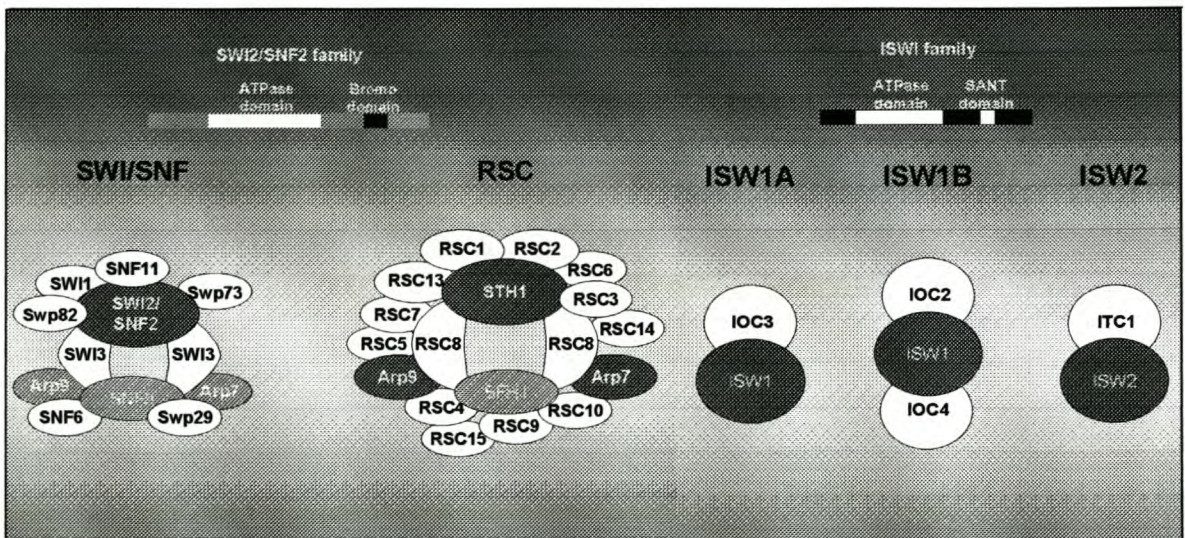 SWI2/SNF2 family
ISWI family
ATPase domain
Bromo domain
ATPase domain
SANT domain
SWI/SNF
RSC
ISW1A
ISW1B
ISW2
SNF11
SWI1
Swp73
Swp82
SWI2/
SNF2
SWI3
SWI3
Arp9
Arp7
SNF6
Swp29
RSC1
RSC2
RSC13
RSC6
STH1
RSC3
RSC7
RSC14
RSC5
RSC8
RSC8
Arp9
Arp7
SFH1
RSC4
RSC10
RSC9
RSC15
IOC3
ISW1
IOC2
ISW1
IOC4
ITC1
ISW2